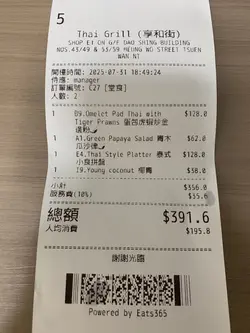 5
Thai Grill (享和街)
SHOP E1 ON G/F DAO SHING BUILDING
NOS.43/49 & 53/59 HEUNG WO STREET TSUEN
WAN NT
開檯時間: 2025-07-31 18:49:24
侍應: manager
訂單編號: C27 [堂食]
人數: 2
1 D9.Omelet Pad Thai with $128.0
Tiger Prawns 蛋包虎蝦炒金
邊粉
1 A1.Green Papaya Salad 青木 $62.0
瓜沙律
1 E4.Thai Style Platter 泰式 $128.0
小食拼盤
1 I9.Young coconut 椰青 $38.0
小計 $356.0
服務費(10%) $35.6
總額 $391.6
人均消費 $195.8
謝謝光臨
Powered by Eats365